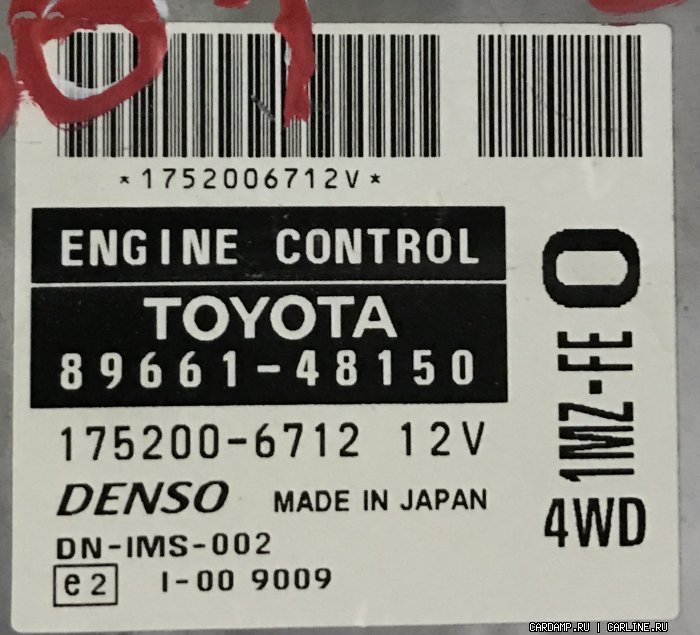 *1752006712V*
ENGINE CONTROL
TOYOTA
89661-48150
175200-6712 12V
DENSO MADE IN JAPAN
DN-IMS-002
e2 I-00 9009
0
1MZ-FE
4WD
CARDAMP.RU | CARLINE.RU